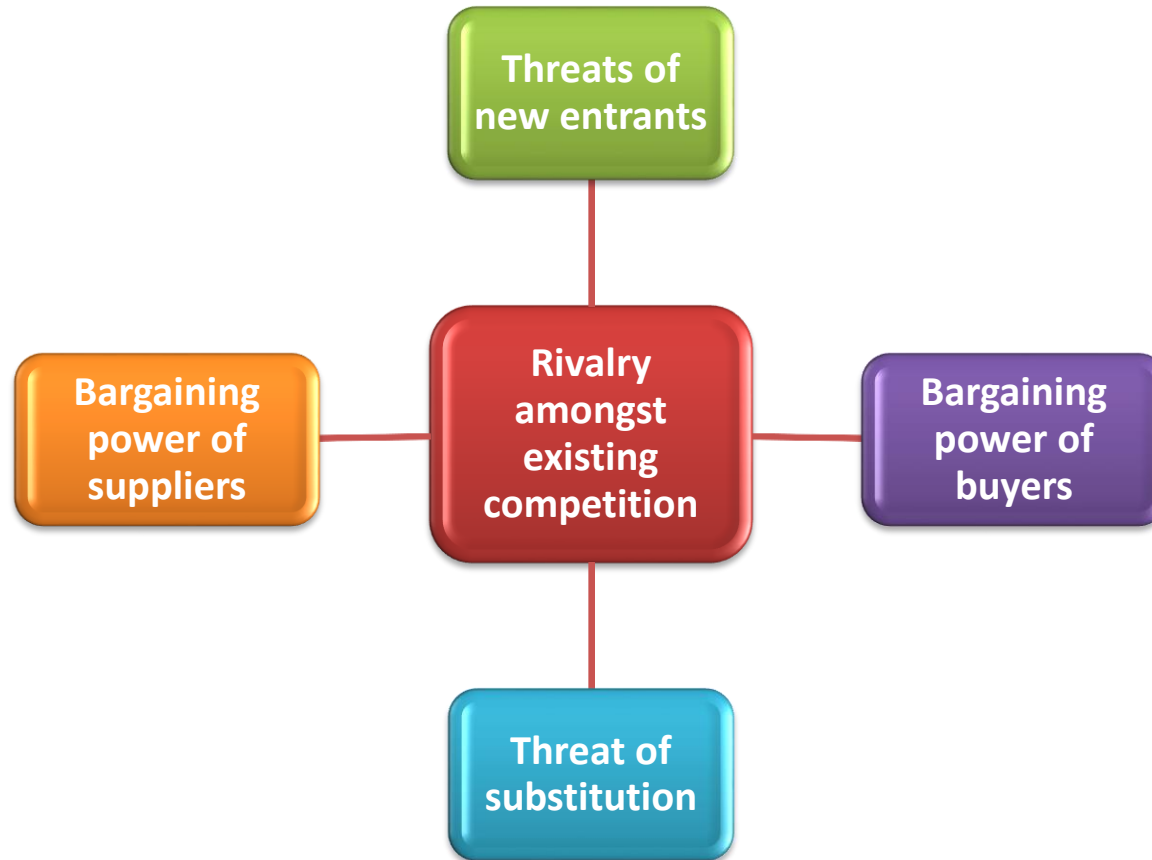 Threats of
new entrants
Bargaining
power of
suppliers
Rivalry
amongst
existing
competition
Bargaining
power of
buyers
Threat of
substitution